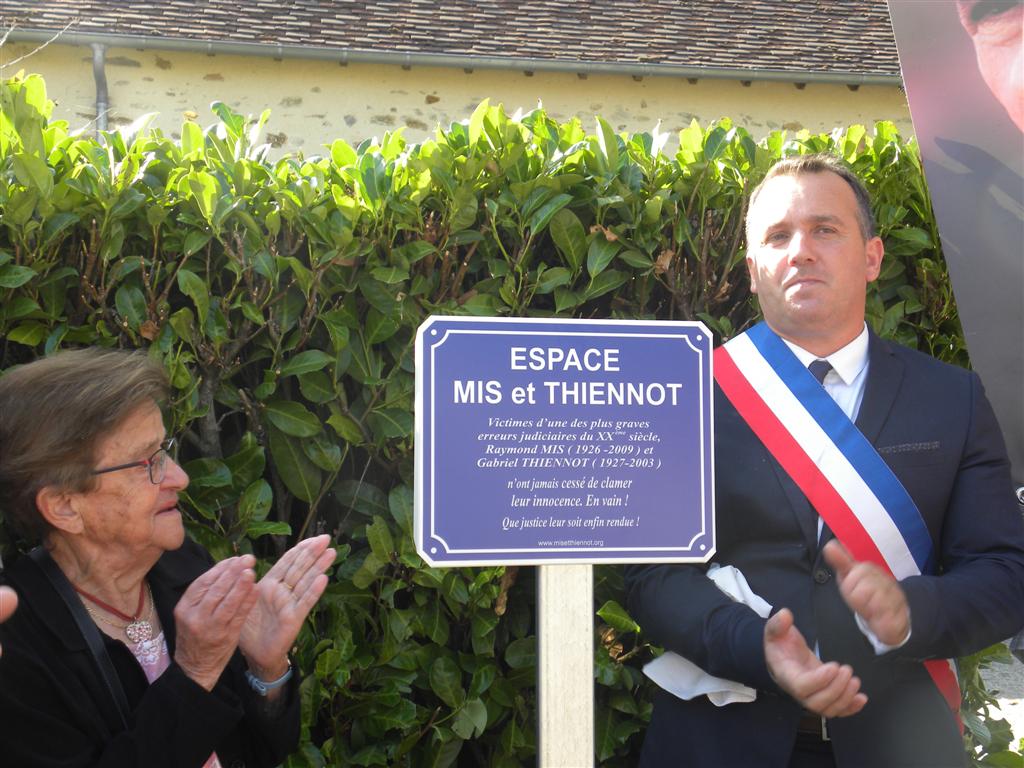 ESPACE
MIS et THIENNOT
Victimes d'une des plus graves
erreurs judiciaires du XXème siècle,
Raymond MIS ( 1926 -2009 ) et
Gabriel THIENNOT ( 1927-2003 )
n'ont jamais cessé de clamer
leur innocence. En vain !
Que justice leur soit enfin rendue !
www.misetthiennot.org